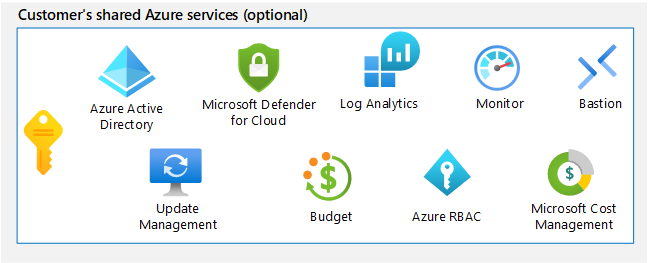 Customer's shared Azure services (optional)
Azure Active
Directory
Microsoft Defender
for Cloud
Log Analytics
Monitor
Bastion
Update
Management
$
Budget
Azure RBAC
$
Microsoft Cost
Management